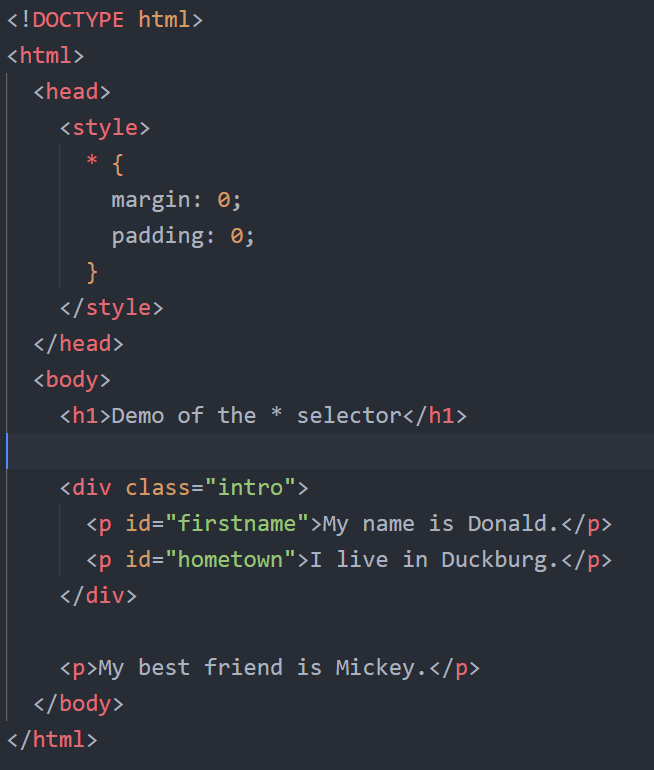 <!DOCTYPE html>
<html>
  <head>
    <style>
      * {
        margin: 0;
        padding: 0;
      }
    </style>
  </head>
  <body>
    <h1>Demo of the * selector</h1>

    <div class="intro">
      <p id="firstname">My name is Donald.</p>
      <p id="hometown">I live in Duckburg.</p>
    </div>

    <p>My best friend is Mickey.</p>
  </body>
</html>